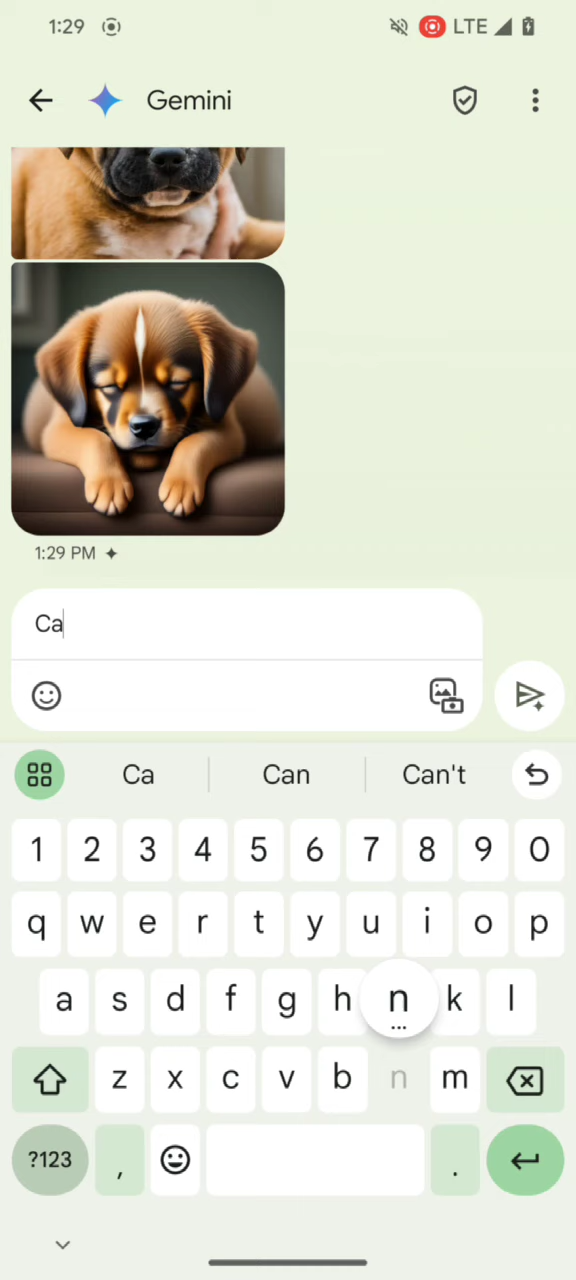 1:29 LTE
Gemini
1:29 PM
Ca
Ca Can Can't
1 2 3 4 5 6 7 8 9 0
q w e r t y u i o p
a s d f g h n k l
z x c v b n m
?123 , .